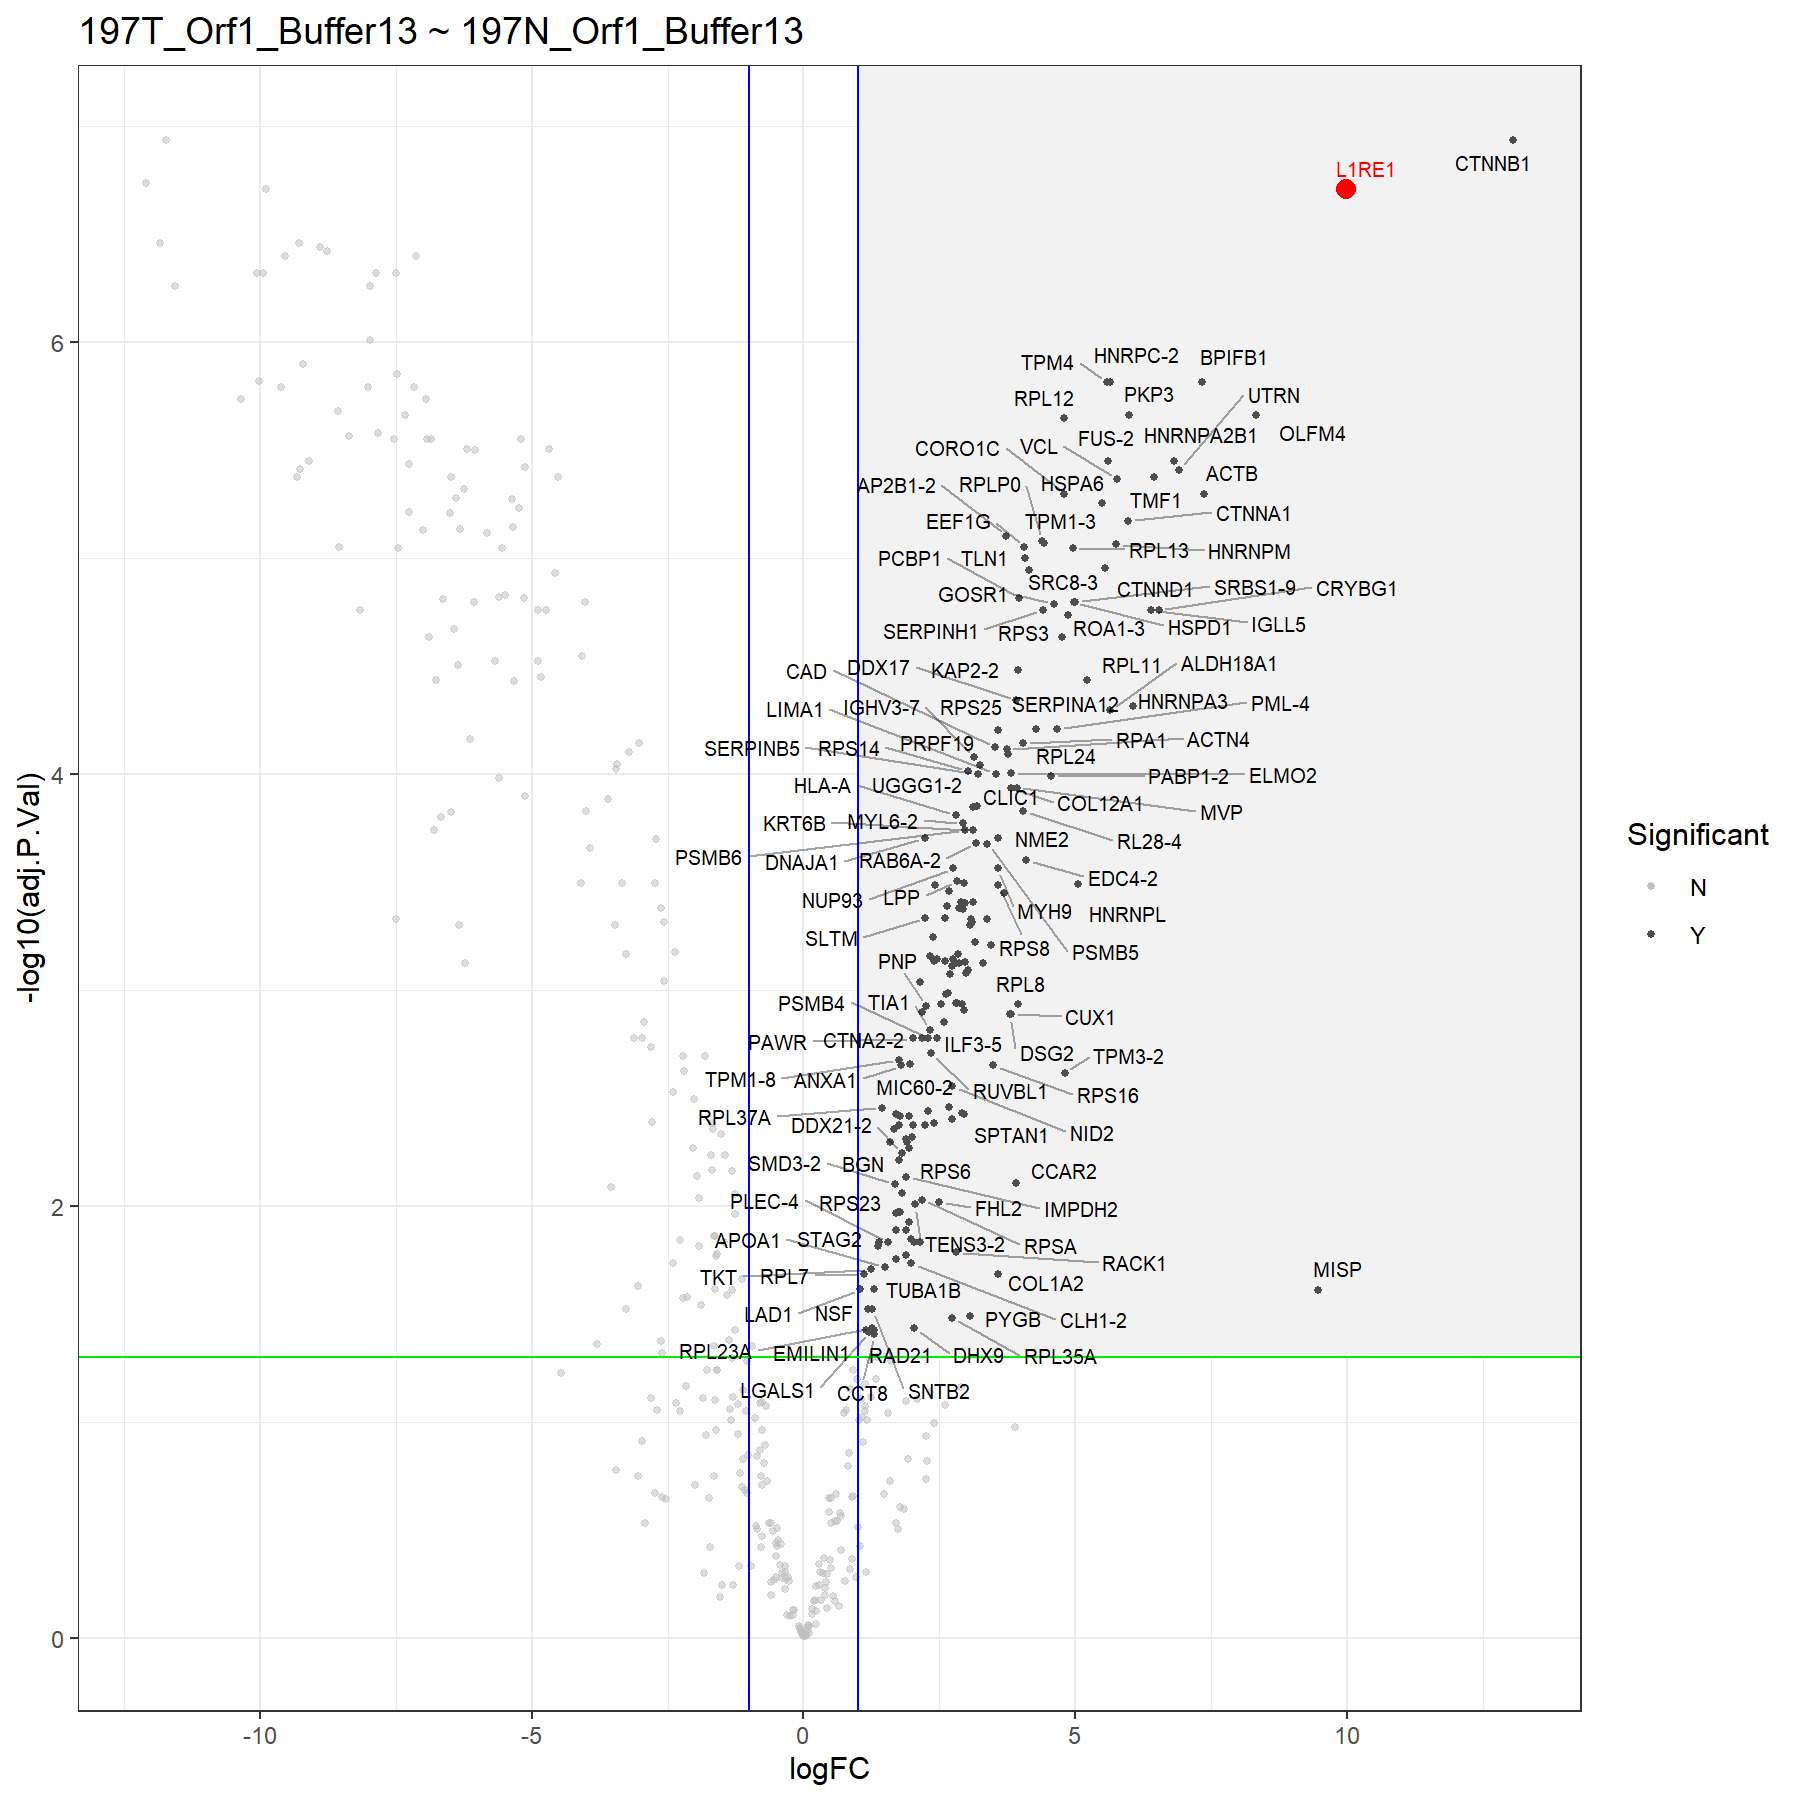 197T_Orf1_Buffer13 ~ 197N_Orf1_Buffer13
CTNNB1
L1RE1
HNRPC-2 BPIFB1
TPM4
PKP3 UTRN
RPL12
OLFM4
FUS-2 HNRNPA2B1
CORO1C VCL
ACTB
AP2B1-2 RPLP0 HSPA6
TMF1
CTNNA1
EEF1G TPM1-3
RPL13 HNRNPM
PCBP1 TLN1
SRC8-3
CTNND1 SRBS1-9 CRYBG1
GOSR1
HSPD1 IGLL5
SERPINH1 RPS3 ROA1-3
RPL11 ALDH18A1
CAD DDX17 KAP2-2
HNRNPA3 PML-4
LIMA1 IGHV3-7 RPS25 SERPINA12
RPA1 ACTN4
SERPINB5 RPS14 PRPF19
RPL24
PABP1-2 ELMO2
HLA-A UGGG1-2
CLIC1 COL12A1
MVP
KRT6B MYL6-2
NME2 RL28-4
PSMB6 DNAJA1 RAB6A-2
EDC4-2
NUP93 LPP
MYH9 HNRNPL
SLTM
RPS8 PSMB5
PNP
RPL8
PSMB4 TIA1
CUX1
PAWR CTNA2-2 ILF3-5
DSG2 TPM3-2
TPM1-8 ANXA1
MIC60-2 RUVBL1 RPS16
RPL37A
DDX21-2
SPTAN1 NID2
SMD3-2 BGN
RPS6 CCAR2
PLEC-4 RPS23
FHL2 IMPDH2
APOA1 STAG2
TENS3-2 RPSA
RACK1
TKT RPL7
COL1A2 MISP
TUBA1B
LAD1 NSF
PYGB CLH1-2
RPL23A EMILIN1 RAD21 DHX9 RPL35A
LGALS1 CCT8 SNTB2
6
4
2
0
-10
-5
0
5
10
logFC
-log10(adj.P.Val)
Significant
N
Y